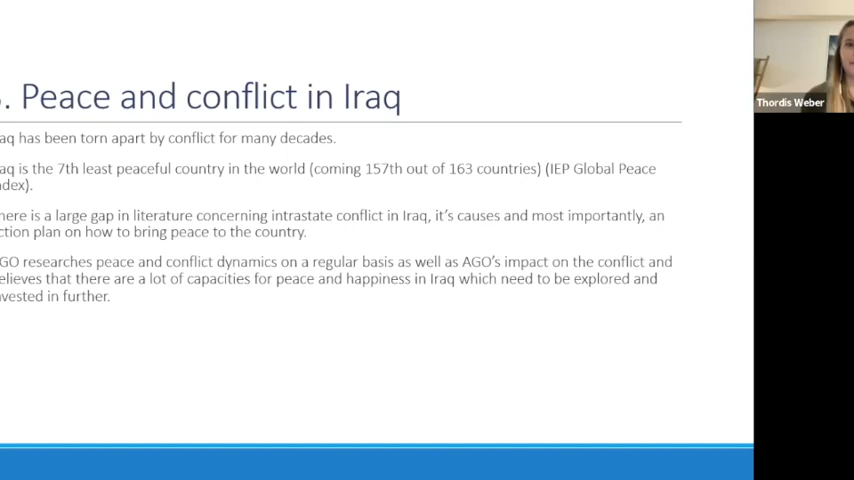 . Peace and conflict in Iraq
aq has been torn apart by conflict for many decades.
aq is the 7th least peaceful country in the world (coming 157th out of 163 countries) (IEP Global Peace
ndex).
here is a large gap in literature concerning intrastate conflict in Iraq, it's causes and most importantly, an
ction plan on how to bring peace to the country.
GO researches peace and conflict dynamics on a regular basis as well as AGO's impact on the conflict and
elieves that there are a lot of capacities for peace and happiness in Iraq which need to be explored and
nvested in further.
Thordis Weber